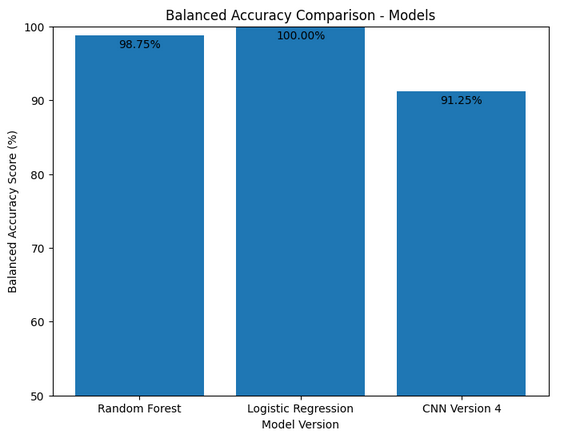 Balanced Accuracy Comparison - Models
100
98.75%
100.00%
91.25%
90
80
70
60
50
Balanced Accuracy Score (%)
Random Forest
Logistic Regression
CNN Version 4
Model Version